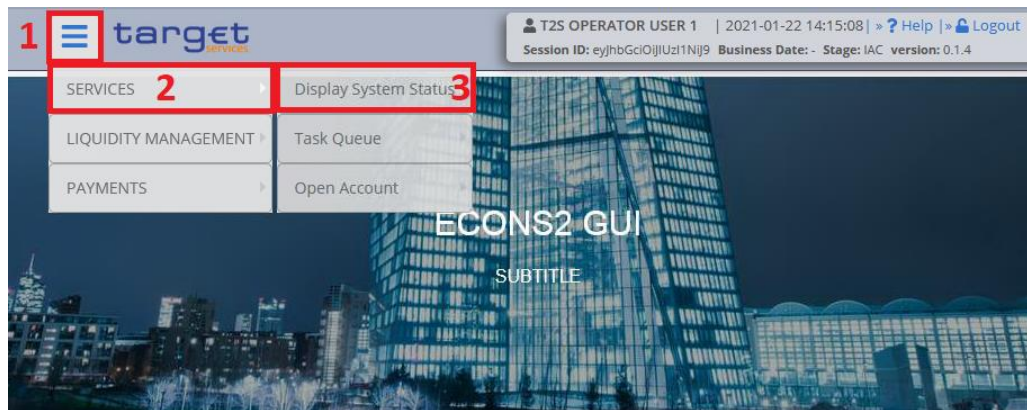 1
target
services
T2S OPERATOR USER 1 | 2021-01-22 14:15:08 | » ? Help | » Logout
Session ID: eyJhbGciOiJIUzI1NiJ9 Business Date: - Stage: IAC version: 0.1.4
SERVICES 2
Display System Status 3
LIQUIDITY MANAGEMENT
Task Queue
PAYMENTS
Open Account
ECONS2 GUI
SUBTITLE